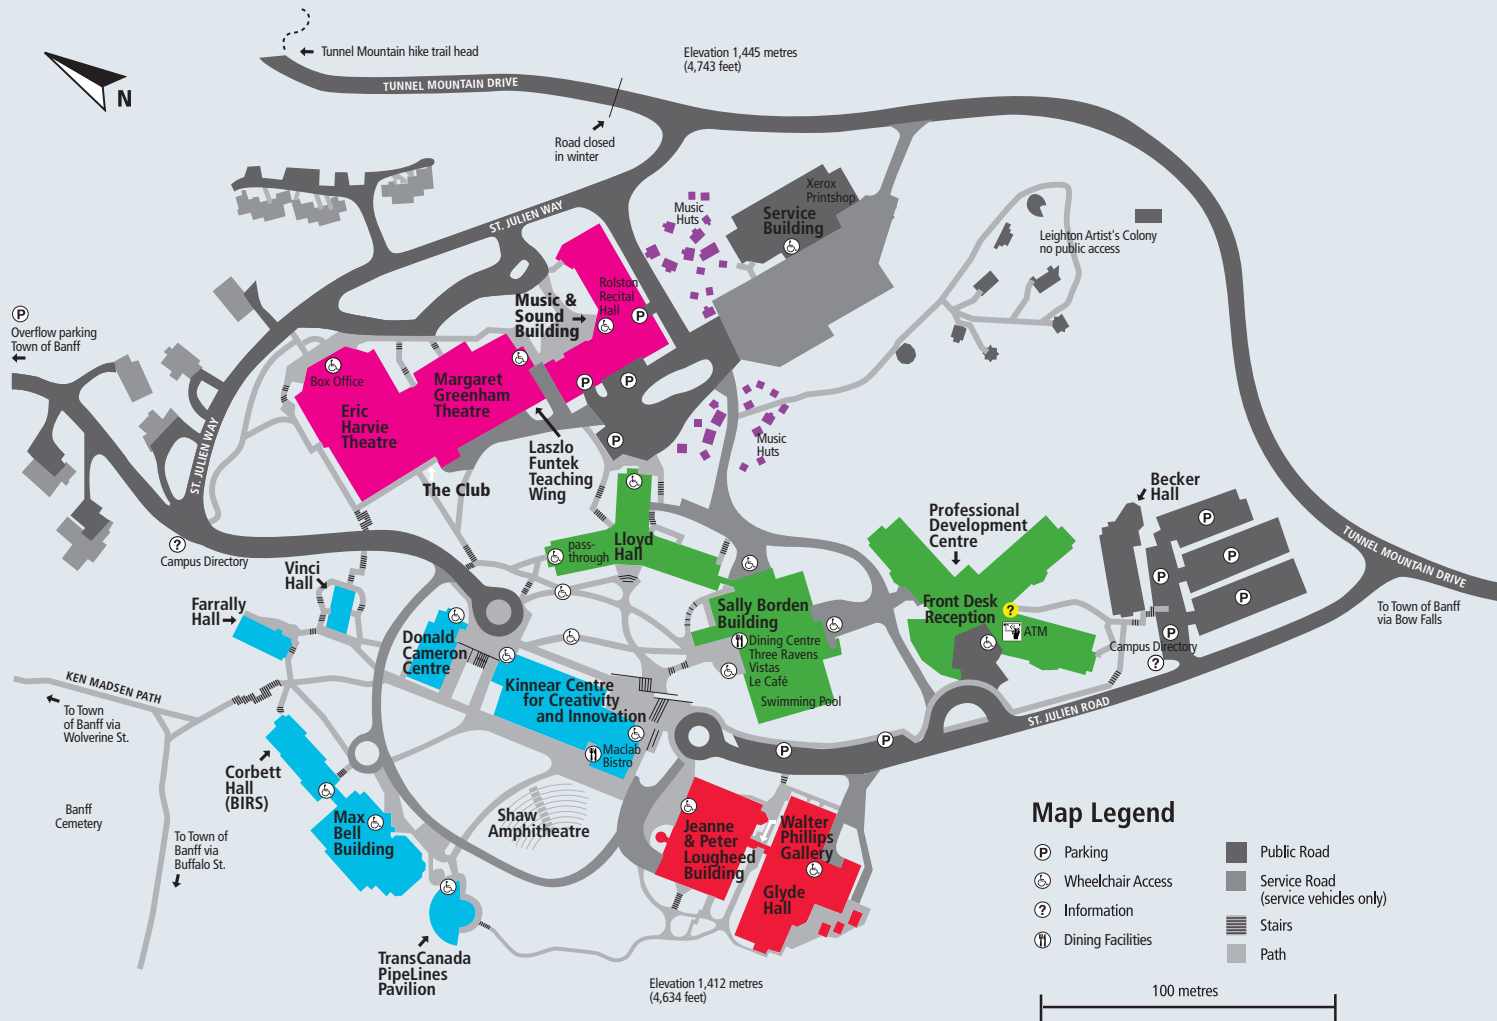 Tunnel Mountain hike trail head
Elevation 1,445 metres
(4,743 feet)
TUNNEL MOUNTAIN DRIVE
N
Road closed
in winter
Xerox
Printshop
Music
Huts
Service
Building
ST. JULIEN WAY
Leighton Artist's Colony
no public access
Rolston
Recital
Hall
Music &
Sound
Building
P
Overflow parking
Town of Banff
P
Box Office
Margaret
Greenham
Theatre
P
P
Eric
Harvie
Theatre
P
Music
Huts
Laszlo
Funtek
Teaching
Wing
ST. JULIEN WAY
The Club
Becker
Hall
Professional
Development
Centre
P
TUNNEL MOUNTAIN DRIVE
?
Campus Directory
pass-
through
Lloyd
Hall
P
P
Vinci
Hall
P
Farrally
Hall
Sally Borden
Building
Front Desk
Reception
?
ATM
To Town of Banff
via Bow Falls
P
Donald
Cameron
Centre
Dining Centre
Three Ravens
Vistas
Le Café
Swimming Pool
Campus Directory
?
KEN MADSEN PATH
Kinnear Centre
for Creativity
and Innovation
To Town
of Banff via
Wolverine St.
ST. JULIEN ROAD
P
P
Maclab
Bistro
Corbett
Hall
(BIRS)
Banff
Cemetery
Shaw
Amphitheatre
Max
Bell
Building
To Town of
Banff via
Buffalo St.
Jeanne
& Peter
Lougheed
Building
Walter
Phillips
Gallery
Glyde
Hall
TransCanada
PipeLines
Pavilion
Elevation 1,412 metres
(4,634 feet)
Map Legend
P Parking
Wheelchair Access
? Information
Dining Facilities
Public Road
Service Road
(service vehicles only)
Stairs
Path
100 metres